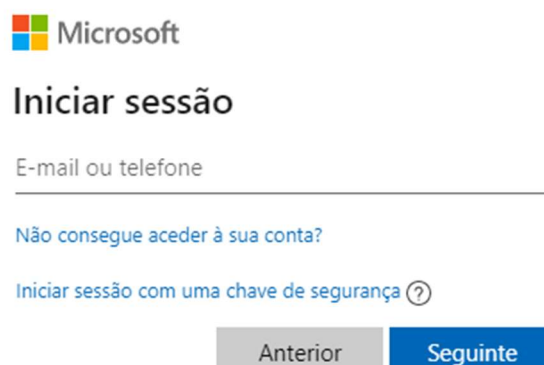 Microsoft
Iniciar sessão
E-mail ou telefone
Não consegue aceder à sua conta?
Iniciar sessão com uma chave de segurança ?
Anterior Seguinte